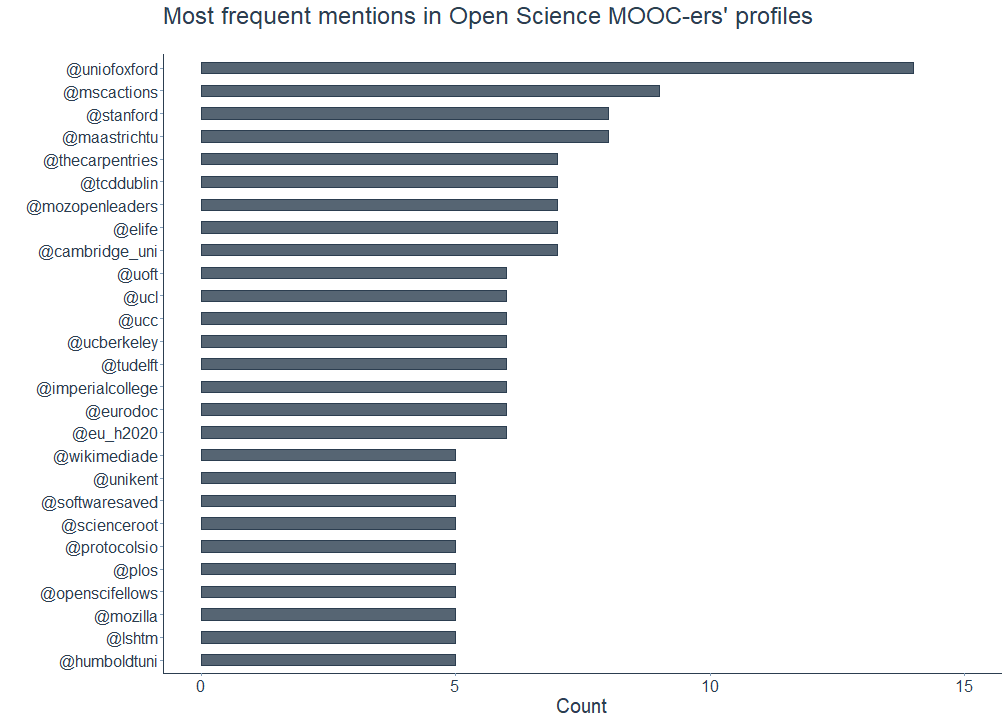 Most frequent mentions in Open Science MOOC-ers' profiles
@uniofoxford
@mscactions
@stanford
@maastrichtu
@thecarpentries
@tcddublin
@mozopenleaders
@elife
@cambridge_uni
@uoft
@ucl
@ucc
@ucberkeley
@tudelft
@imperialcollege
@eurodoc
@eu_h2020
@wikimediade
@unikent
@softwaresaved
@scienceroot
@protocolsio
@plos
@openscifellows
@mozilla
@lshtm
@humboldtuni
0 5 10 15
Count